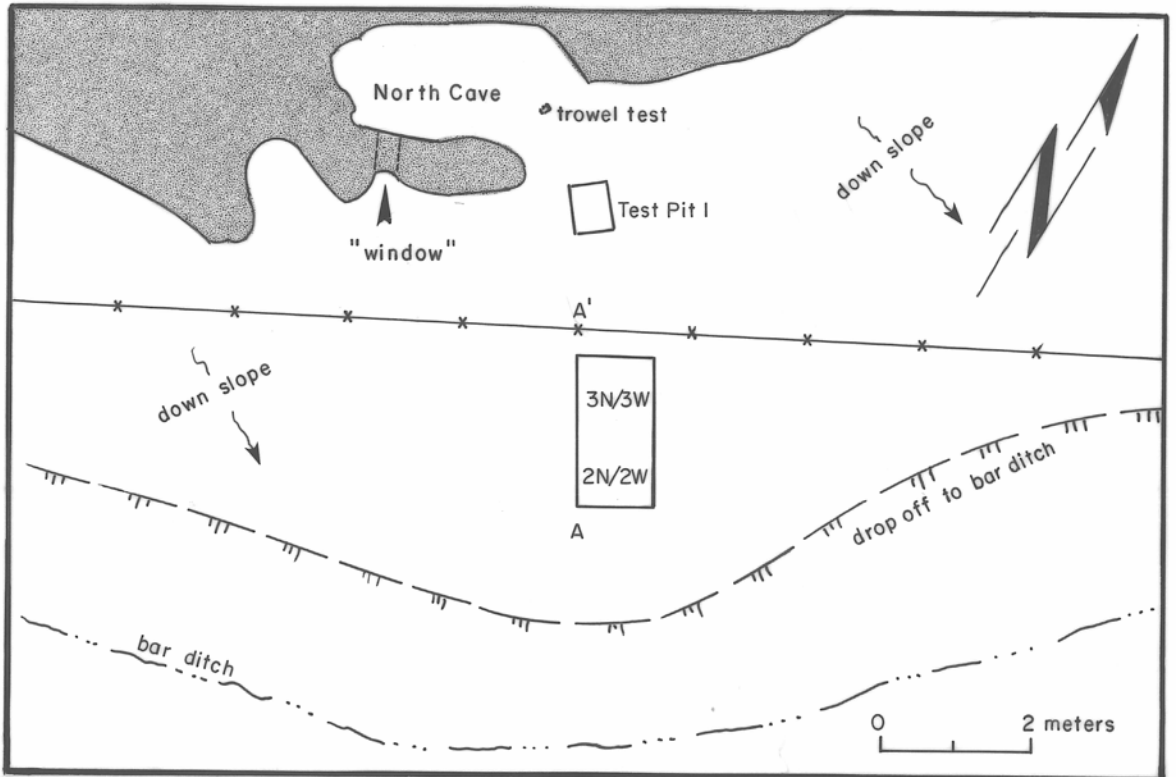 North Cave
trowel test
down slope
Test Pit I
"window"
A'
down slope
3N/3W
2N/2W
A
drop off to bar ditch
bar ditch
0 2 meters